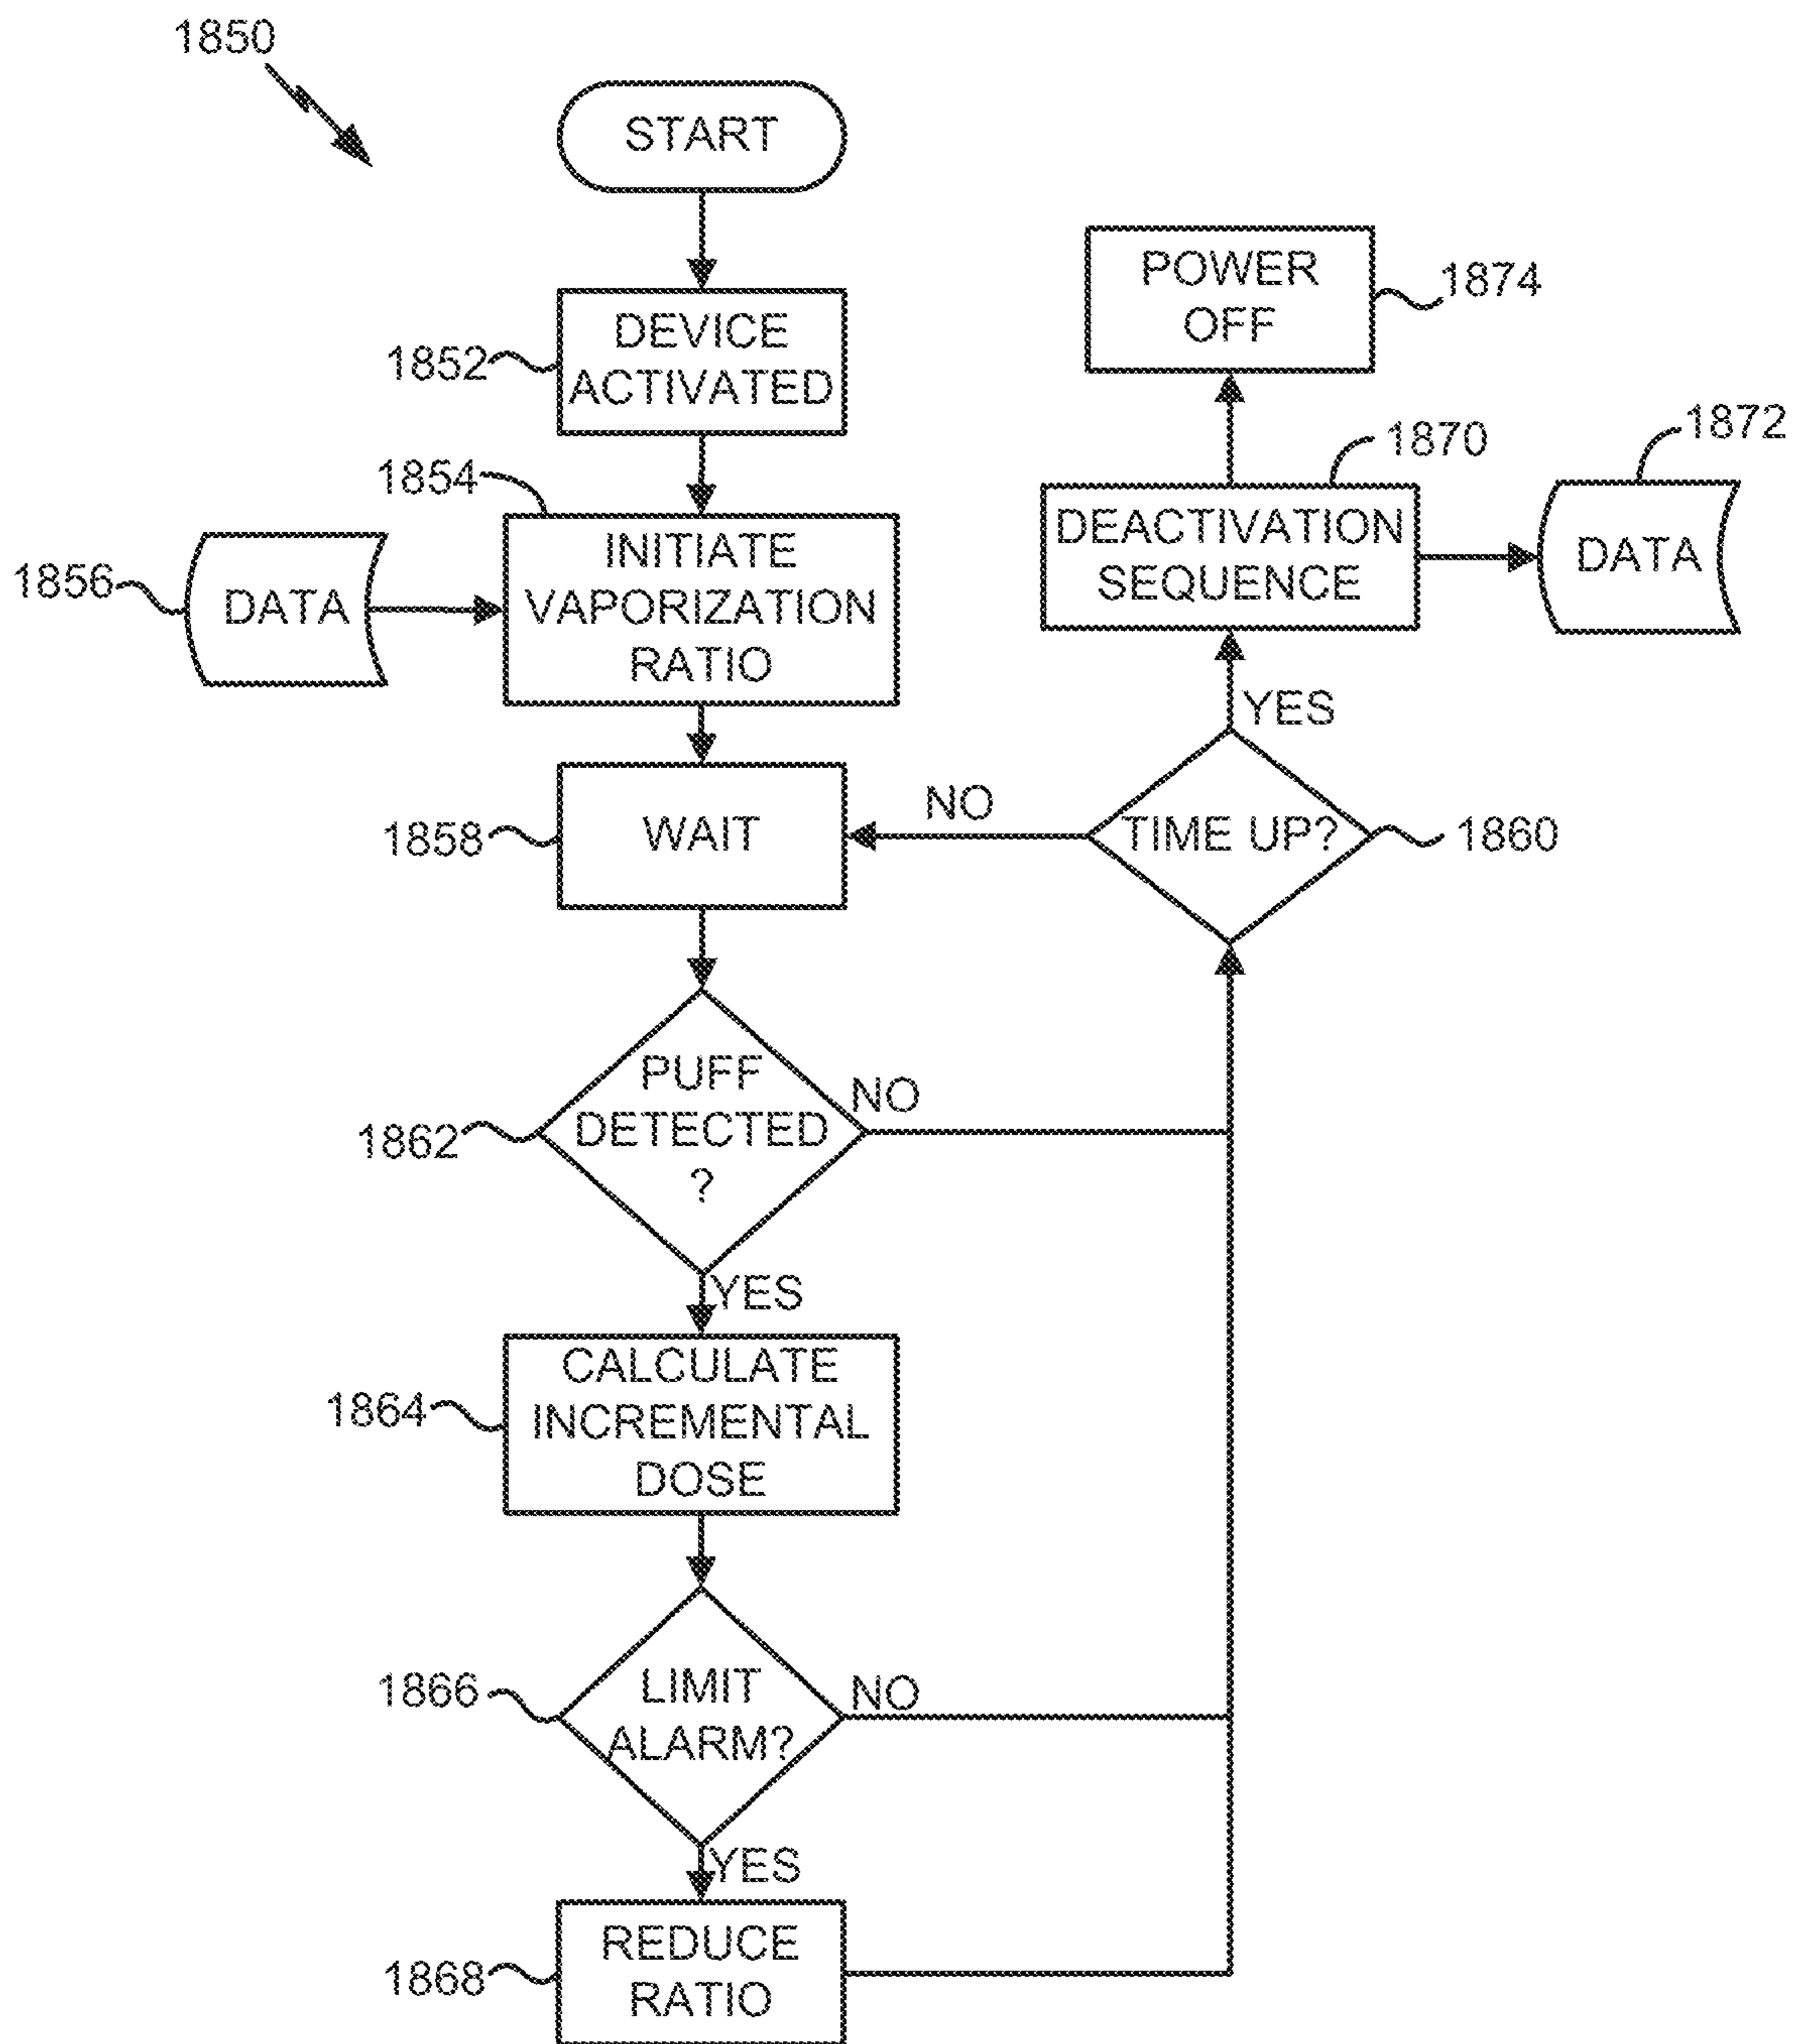 1850
START
1852
DEVICE
ACTIVATED
1854
1856
DATA
INITIATE
VAPORIZATION
RATIO
1858
WAIT
NO
1862
PUFF
DETECTED
?
NO
YES
1864
CALCULATE
INCREMENTAL
DOSE
1866
LIMIT
ALARM?
NO
YES
1868
REDUCE
RATIO
TIME UP?
1860
YES
DEACTIVATION
SEQUENCE
1870
DATA
1872
POWER
OFF
1874